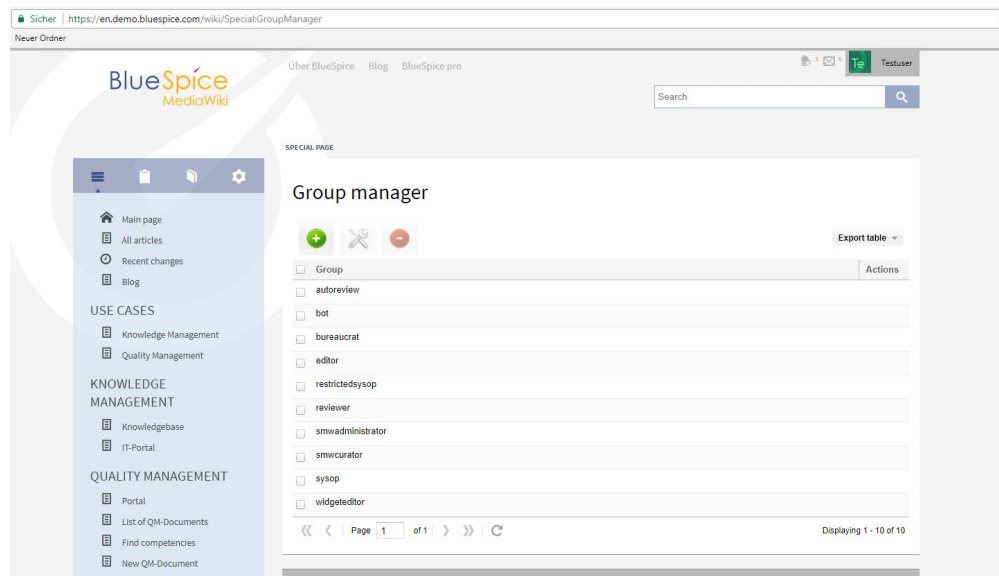 Sicher | https://en.demo.bluespice.com/wiki/Special:GroupManager
Neuer Ordner
BlueSpice
MediaWiki
Über BlueSpice Blog BlueSpice pro
Te Testuser
Search
SPECIAL PAGE
Main page
All articles
Recent changes
Blog
USE CASES
Knowledge Management
Quality Management
KNOWLEDGE
MANAGEMENT
Knowledgebase
IT-Portal
QUALITY MANAGEMENT
Portal
List of QM-Documents
Find competencies
New QM-Document
Group manager
Export table
Group Actions
autoreview
bot
bureaucrat
editor
restrictedsysop
reviewer
smwadministrator
smwcurator
sysop
widgeteditor
Page 1 of 1
Displaying 1 - 10 of 10